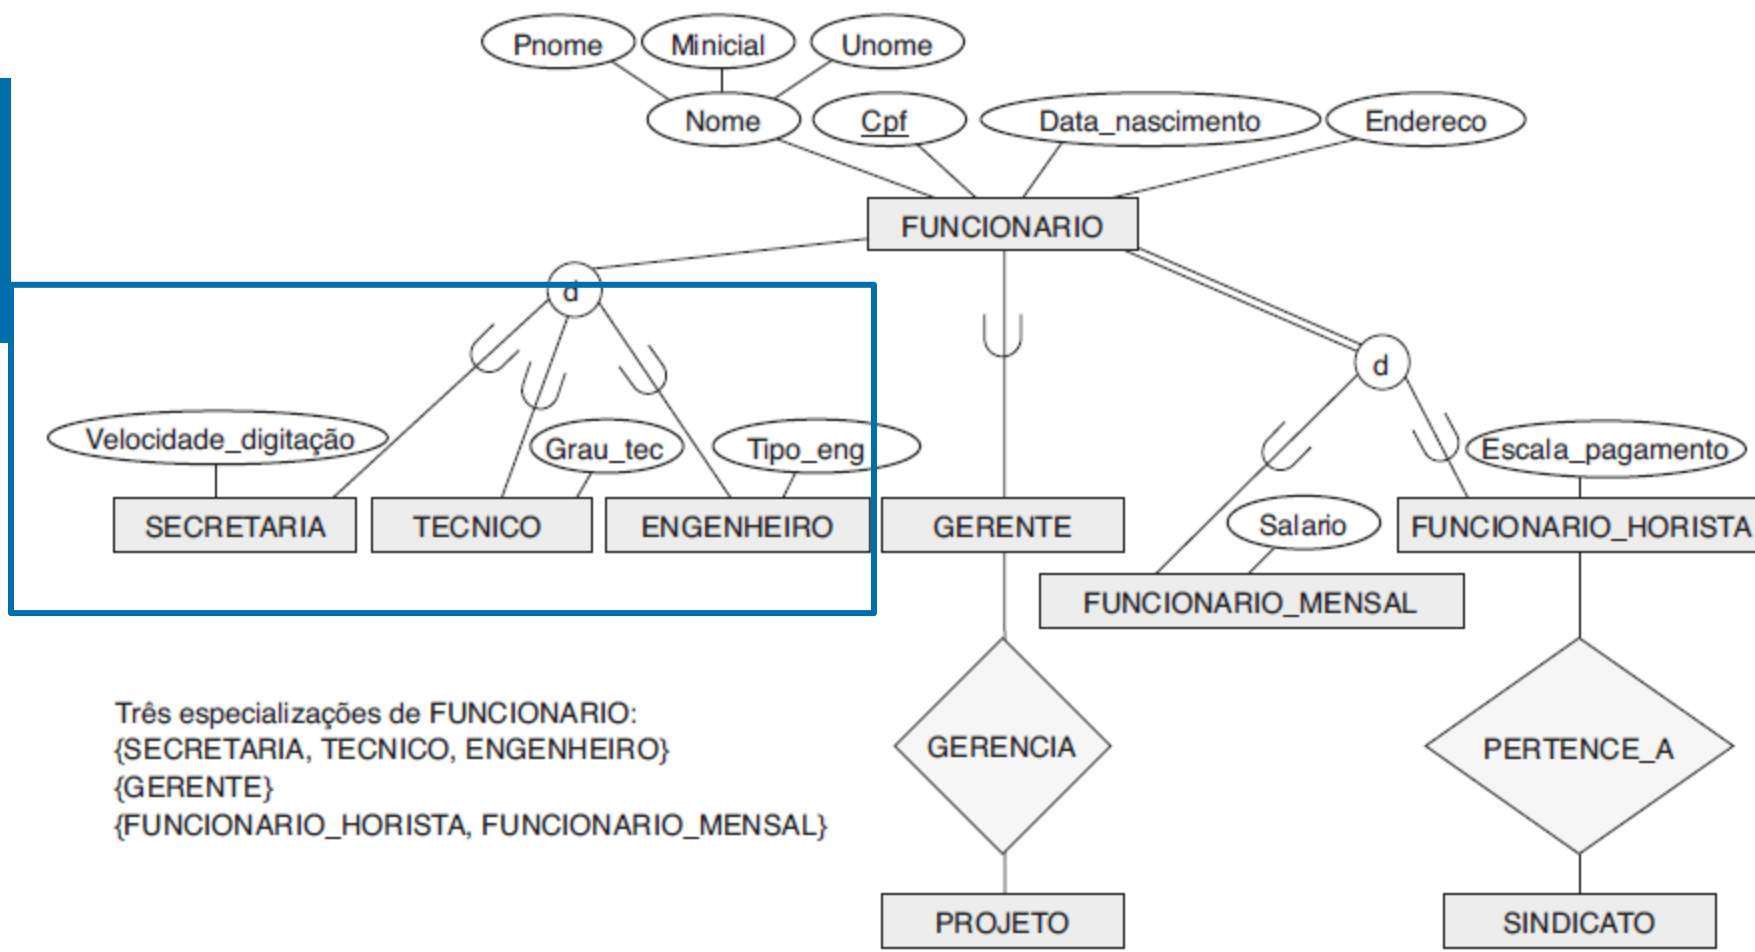 Pnome Minicial Unome
Nome Cpf Data_nascimento Endereco
FUNCIONARIO
d
d
Velocidade_digitação Grau_tec Tipo_eng Escala_pagamento
SECRETARIA TECNICO ENGENHEIRO GERENTE Salario FUNCIONARIO_HORISTA
FUNCIONARIO_MENSAL
Três especializações de FUNCIONARIO:
{SECRETARIA, TECNICO, ENGENHEIRO}
{GERENTE}
{FUNCIONARIO_HORISTA, FUNCIONARIO_MENSAL}
GERENCIA PERTENCE_A
PROJETO SINDICATO